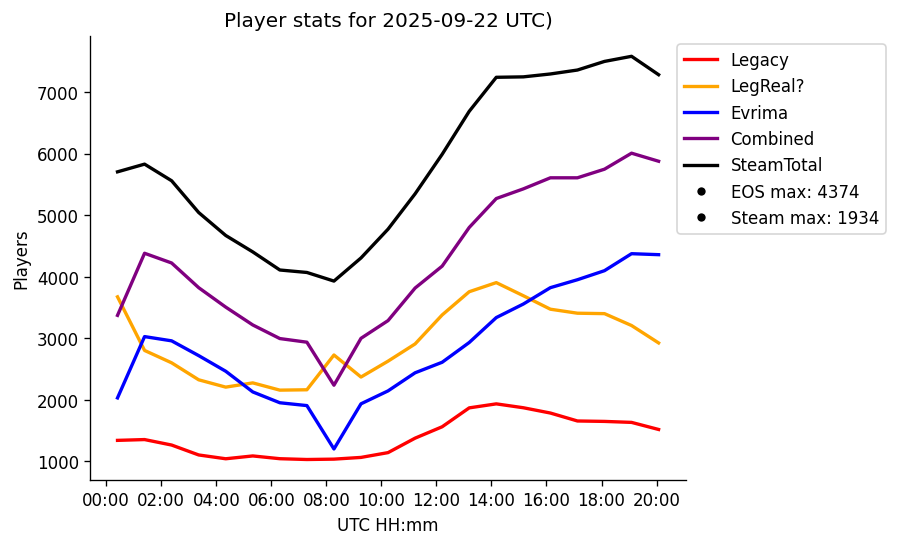 Player stats for 2025-09-22 UTC)
Players
7000
6000
5000
4000
3000
2000
1000
00:00 02:00 04:00 06:00 08:00 10:00 12:00 14:00 16:00 18:00 20:00
UTC HH:mm
Legacy
LegReal?
Evrima
Combined
SteamTotal
EOS max: 4374
Steam max: 1934